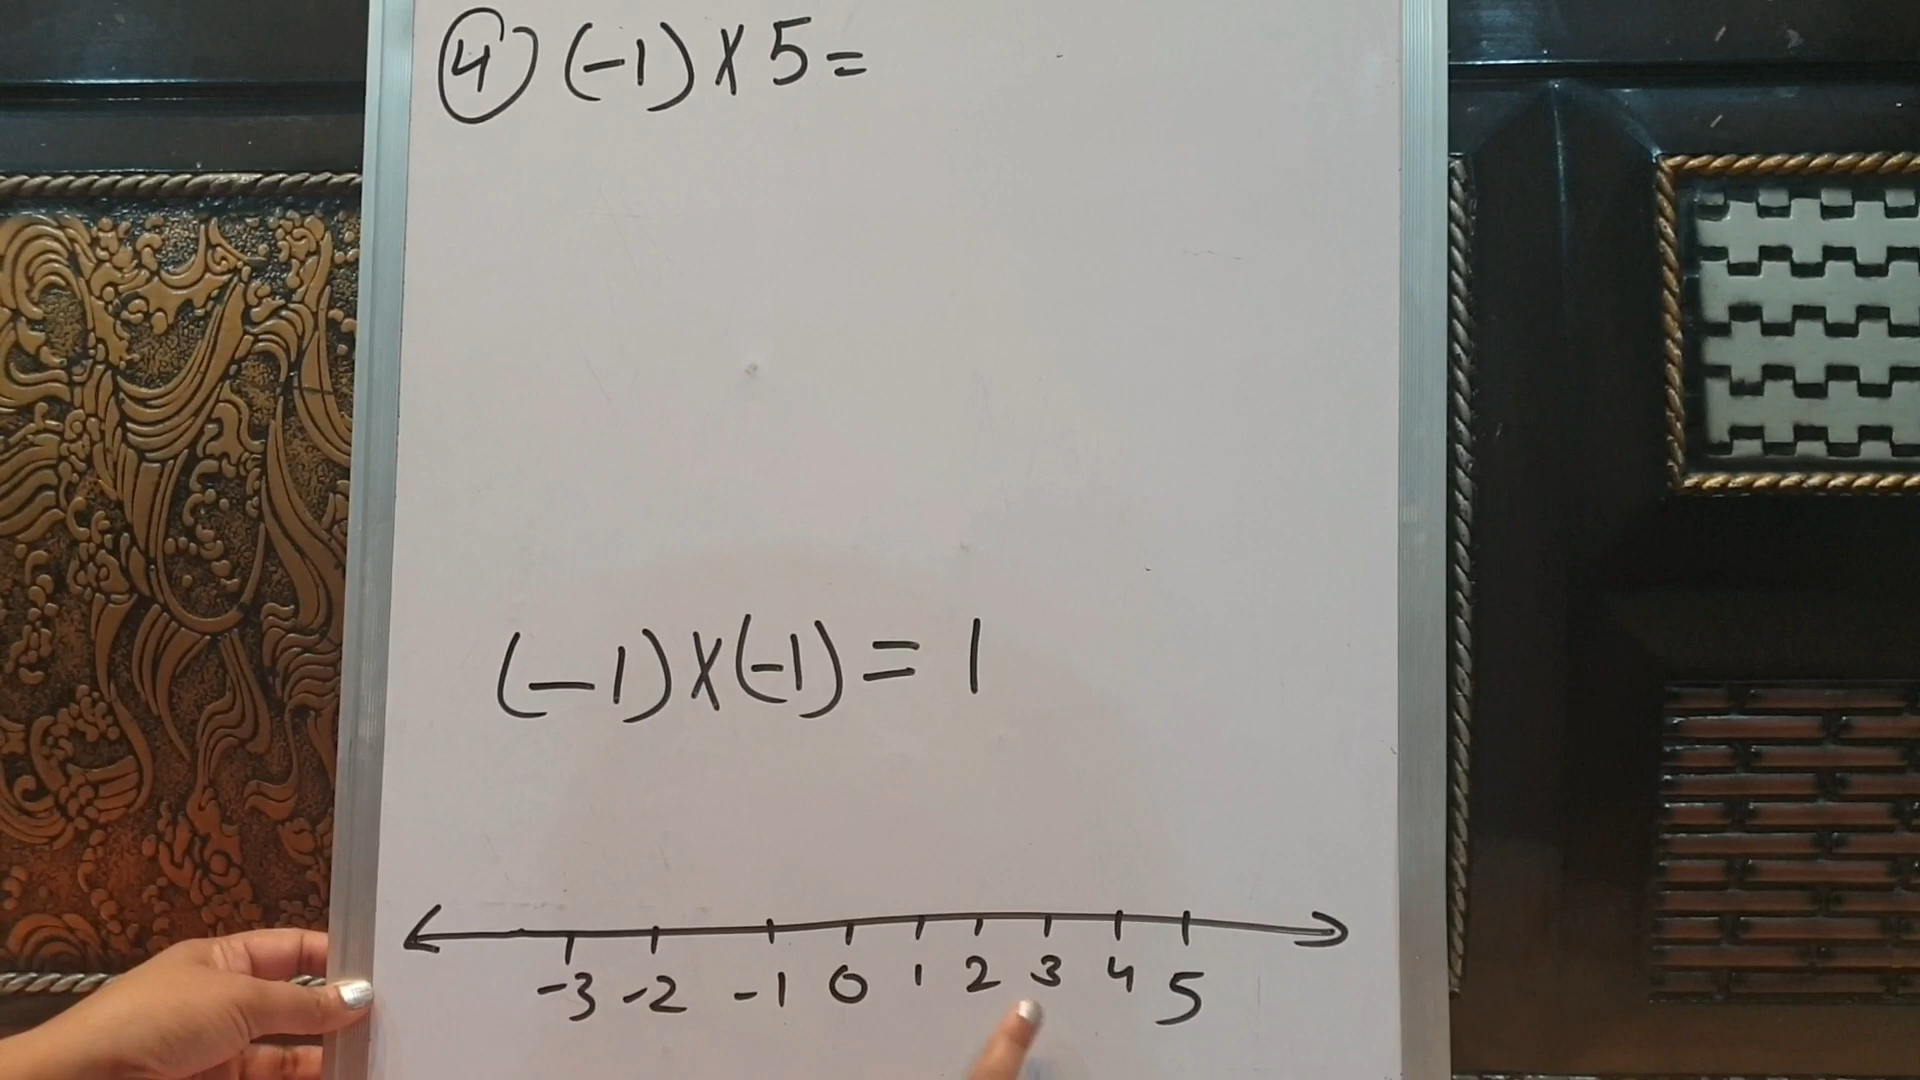 ④) (-1) X 5 =
(-1) X (-1) = 1
-3 -2 -1 0 1 2 3 4 5